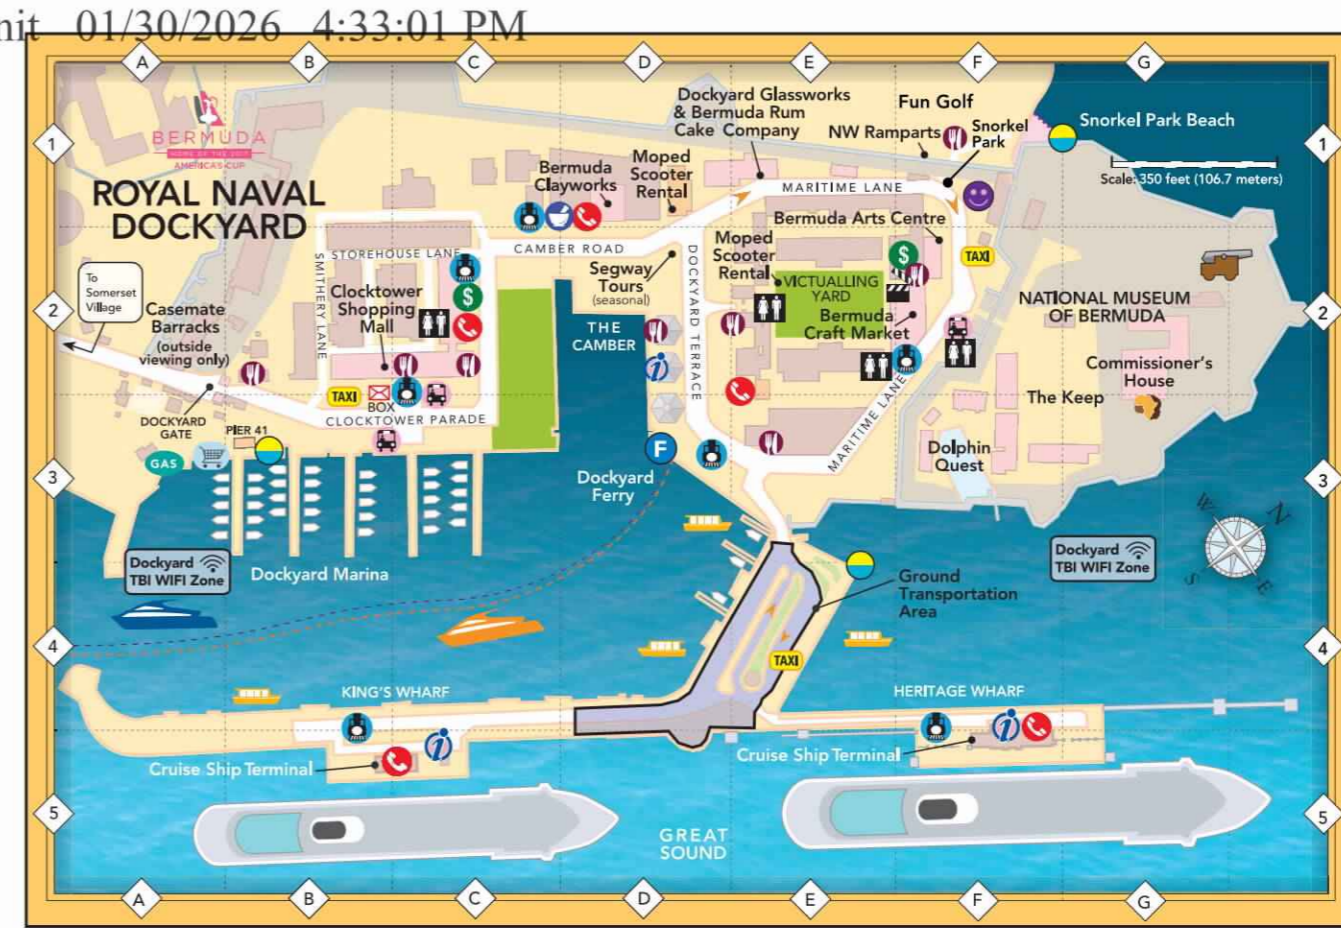 nit 01/30/2026 4:33:01 PM
A B C D E F G
1
BERMUDA
HOME OF THE 35TH
AMERICA'S CUP
ROYAL NAVAL
DOCKYARD
Dockyard Glassworks
& Bermuda Rum
Cake Company
Fun Golf
NW Ramparts
Snorkel
Park
Snorkel Park Beach
1
Scale: 350 feet (106.7 meters)
Bermuda
Clayworks
Moped
Scooter
Rental
MARITIME LANE
Bermuda Arts Centre
CAMBER ROAD
STOREHOUSE LANE
SMITHERY LANE
DOCKYARD TERRACE
Moped
Scooter
Rental
$
TAXI
Segway
Tours
(seasonal)
VICTUALLING
YARD
To
Somerset
Village
2
Casemate
Barracks
(outside
viewing only)
Clocktower
Shopping
Mall
$
THE
CAMBER
i
Bermuda
Craft Market
NATIONAL MUSEUM
OF BERMUDA
2
Commissioner's
House
The Keep
TAXI
BOX
DOCKYARD
GATE
PIER 41
CLOCKTOWER PARADE
MARITIME LANE
GAS
3
F
Dockyard
Ferry
Dolphin
Quest
3
W N
S E
Dockyard
TBI WIFI Zone
Dockyard Marina
Dockyard
TBI WIFI Zone
Ground
Transportation
Area
4
TAXI
4
KING'S WHARF
HERITAGE WHARF
i
i
Cruise Ship Terminal
Cruise Ship Terminal
5
GREAT
SOUND
5
A B C D E F G